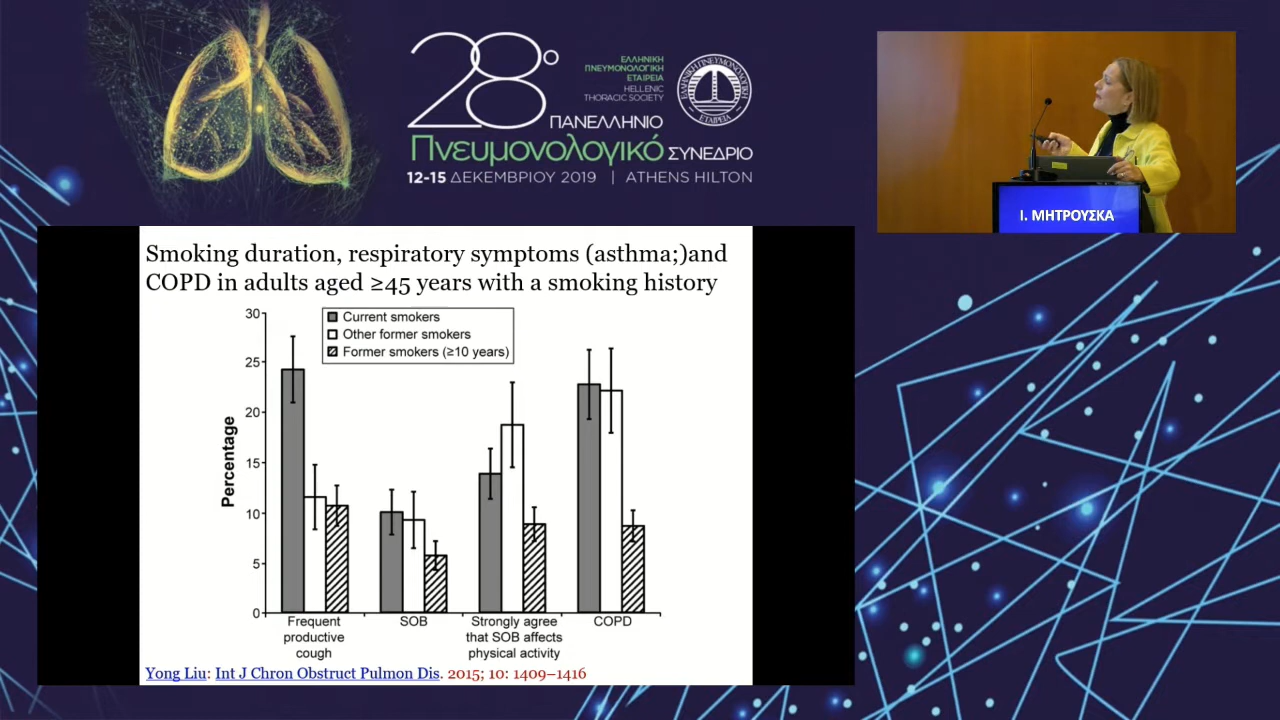 28°
ΕΛΛΗΝΙΚΗ
ΠΝΕΥΜΟΝΟΛΟΓΙΚΗ
ΕΤΑΙΡΕΙΑ
HELLENIC
THORACIC SOCIETY
ΕΛΛΗΝΙΚΗ ΠΝΕΥΜΟΝΟΛΟΓΙΚΗ
ΕΤΑΙΡΕΙΑ
ΠΑΝΕΛΛΗΝΙΟ
Πνευμονολογικό ΣΥΝΕΔΡΙΟ
12-15 ΔΕΚΕΜΒΡΙΟΥ 2019 | ATHENS HILTON
Ι. ΜΗΤΡΟΥΣΚΑ
Smoking duration, respiratory symptoms (asthma;)and
COPD in adults aged ≥45 years with a smoking history
Current smokers
Other former smokers
Former smokers (≥10 years)
Percentage
30
25
20
15
10
5
0
Frequent
productive
cough
SOB
Strongly agree
that SOB affects
physical activity
COPD
Yong Liu: Int J Chron Obstruct Pulmon Dis. 2015; 10: 1409–1416